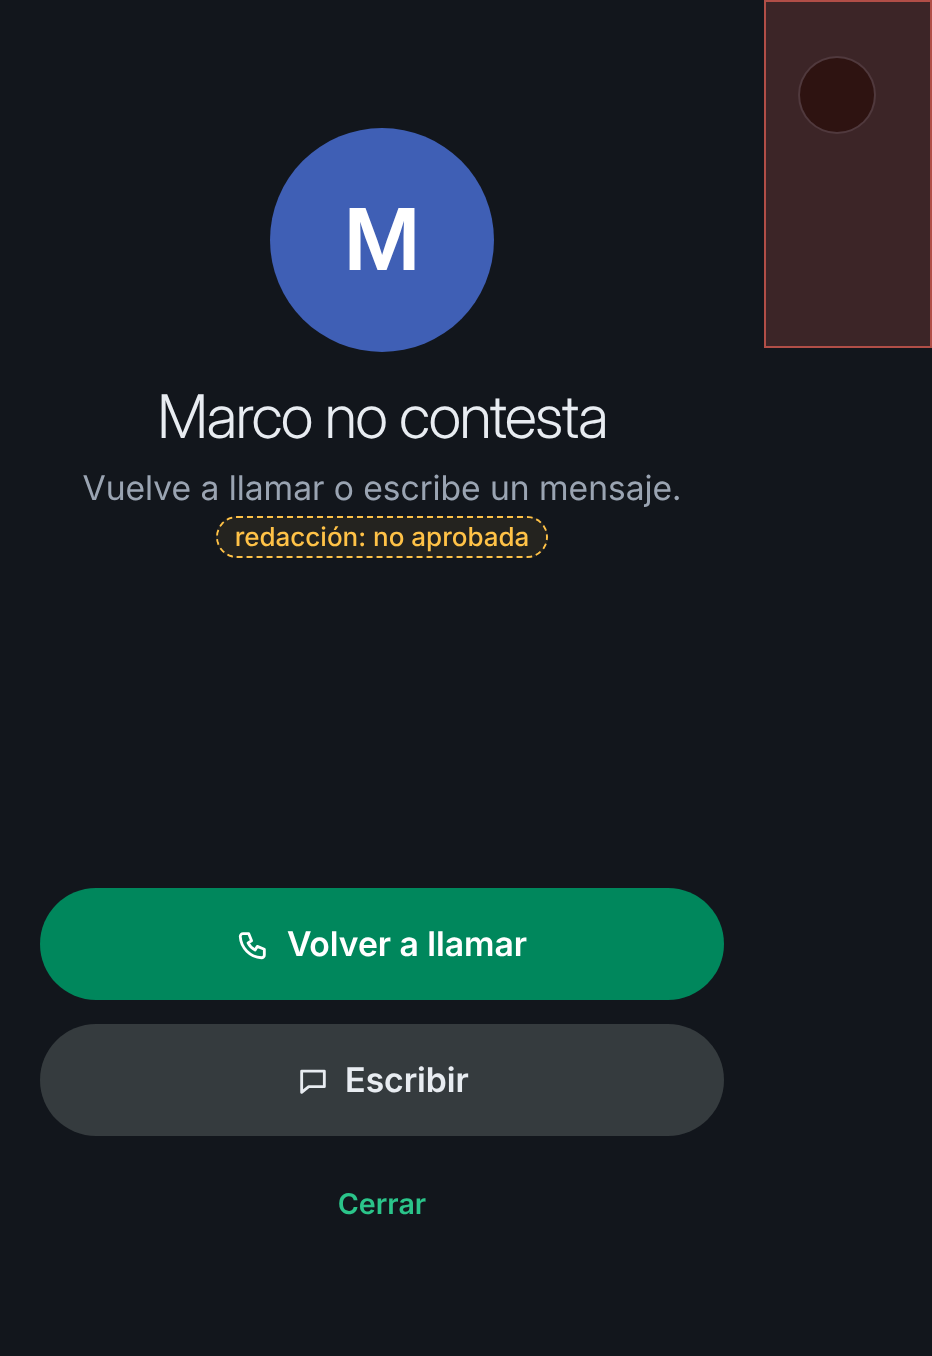 M
Marco no contesta
Vuelve a llamar o escribe un mensaje.
redacción: no aprobada
Volver a llamar
Escribir
Cerrar